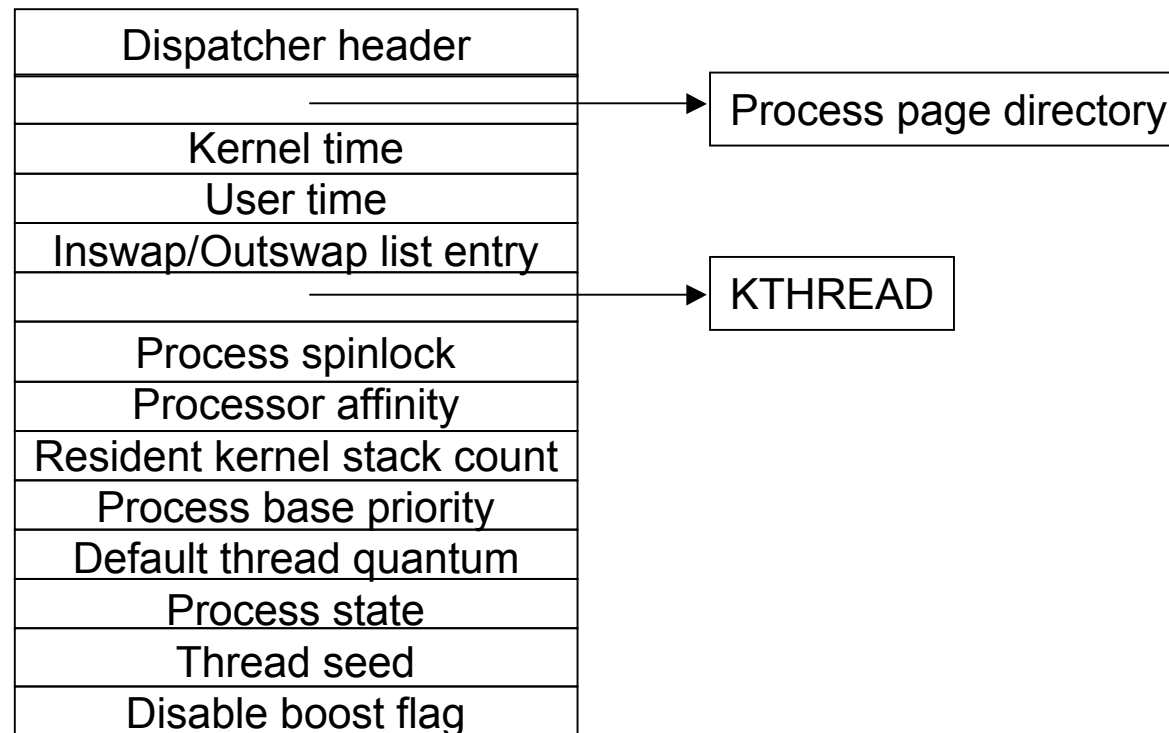 Dispatcher header
Process page directory
Kernel time
User time
Inswap/Outswap list entry
KTHREAD
Process spinlock
Processor affinity
Resident kernel stack count
Process base priority
Default thread quantum
Process state
Thread seed
Disable boost flag